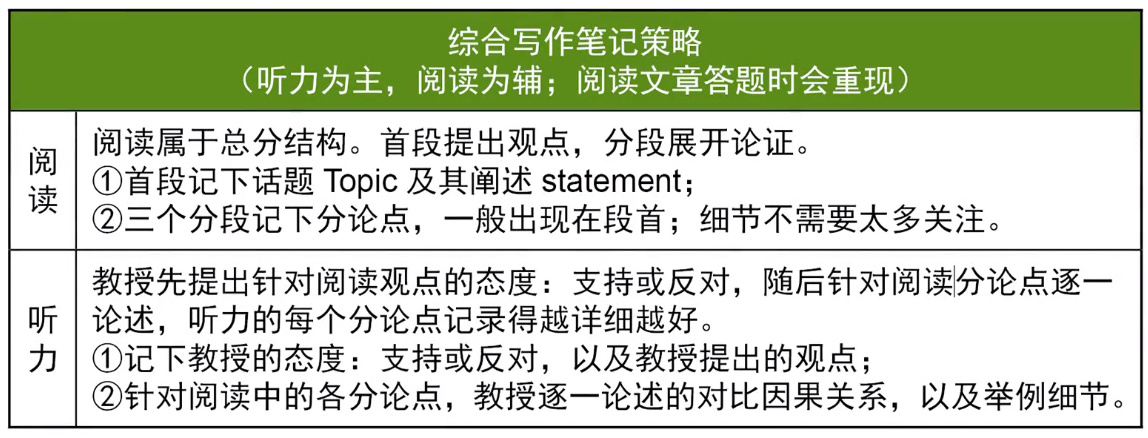 综合写作笔记策略
（听力为主，阅读为辅；阅读文章答题时会重现）
阅读
阅读属于总分结构。首段提出观点，分段展开论证。
①首段记下话题 Topic 及其阐述 statement；
②三个分段记下分论点，一般出现在段首；细节不需要太多关注。
听力
教授先提出针对阅读观点的态度：支持或反对，随后针对阅读分论点逐一
论述，听力的每个分论点记录得越详细越好。
①记下教授的态度：支持或反对，以及教授提出的观点；
②针对阅读中的各分论点，教授逐一论述的对比因果关系，以及举例细节。